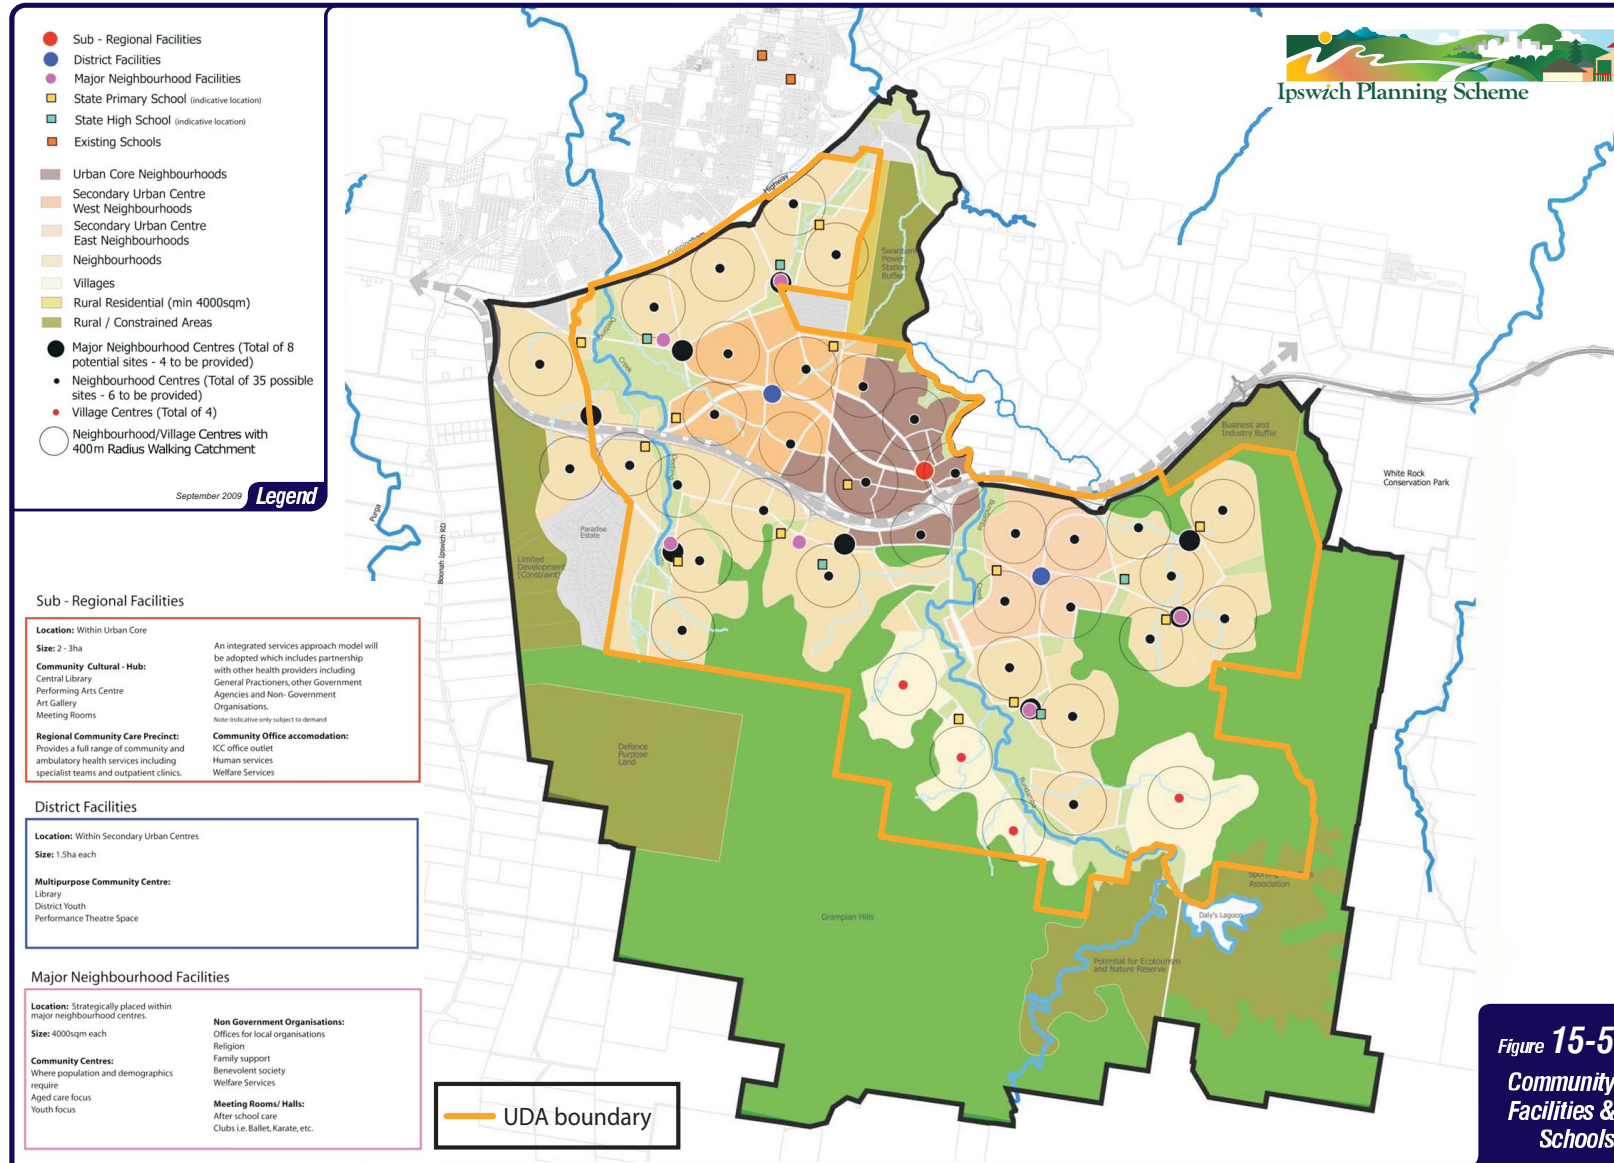 Sub - Regional Facilities
District Facilities
Major Neighbourhood Facilities
State Primary School (indicative location)
State High School (indicative location)
Existing Schools
Urban Core Neighbourhoods
Secondary Urban Centre
West Neighbourhoods
Secondary Urban Centre
East Neighbourhoods
Neighbourhoods
Villages
Rural Residential (min 4000sqm)
Rural / Constrained Areas
Major Neighbourhood Centres (Total of 8
potential sites - 4 to be provided)
Neighbourhood Centres (Total of 35 possible
sites - 6 to be provided)
Village Centres (Total of 4)
Neighbourhood/Village Centres with
400m Radius Walking Catchment
September 2009 Legend
Ipswich Planning Scheme
Highway
Cunningham
Swanbank
Power
Station
Buffer
Deebing
Creek
Deebing
Purga
Boonah Ipswich RD
Paradise
Estate
Limited
Development
(Constraint)
Business and
Industry Buffer
White Rock
Conservation Park
Bundamba
Creek
Defence
Purpose
Land
Bundamba
Creek
Grampian Hills
Association
Daly's Lagoon
Potential for Ecotourism
and Nature Reserve
Sub - Regional Facilities
Location: Within Urban Core
Size: 2 - 3ha
Community Cultural - Hub:
Central Library
Performing Arts Centre
Art Gallery
Meeting Rooms
Regional Community Care Precinct:
Provides a full range of community and
ambulatory health services including
specialist teams and outpatient clinics.
An integrated services approach model will
be adopted which includes partnership
with other health providers including
General Practioners, other Government
Agencies and Non- Government
Organisations.
Note: Indicative only subject to demand
Community Office accomodation:
ICC office outlet
Human services
Welfare Services
District Facilities
Location: Within Secondary Urban Centres
Size: 1.5ha each
Multipurpose Community Centre:
Library
District Youth
Performance Theatre Space
Major Neighbourhood Facilities
Location: Strategically placed within
major neighbourhood centres.
Size: 4000sqm each
Community Centres:
Where population and demographics
require
Aged care focus
Youth focus
Non Government Organisations:
Offices for local organisations
Religion
Family support
Benevolent society
Welfare Services
Meeting Rooms/ Halls:
After school care
Clubs i.e. Ballet, Karate, etc.
UDA boundary
Figure 15-5
Community
Facilities &
Schools